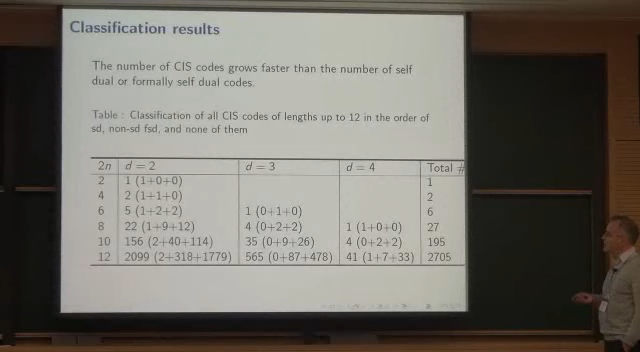 Classification results
The number of CIS codes grows faster than the number of self
dual or formally self dual codes.
Table : Classification of all CIS codes of lengths up to 12 in the order of
sd, non-sd fsd, and none of them
2n d = 2 d = 3 d = 4 Total #
2 1 (1+0+0) 1
4 2 (1+1+0) 2
6 5 (1+2+2) 1 (0+1+0) 6
8 22 (1+9+12) 4 (0+2+2) 1 (1+0+0) 27
10 156 (2+40+114) 35 (0+9+26) 4 (0+2+2) 195
12 2099 (2+318+1779) 565 (0+87+478) 41 (1+7+33) 2705